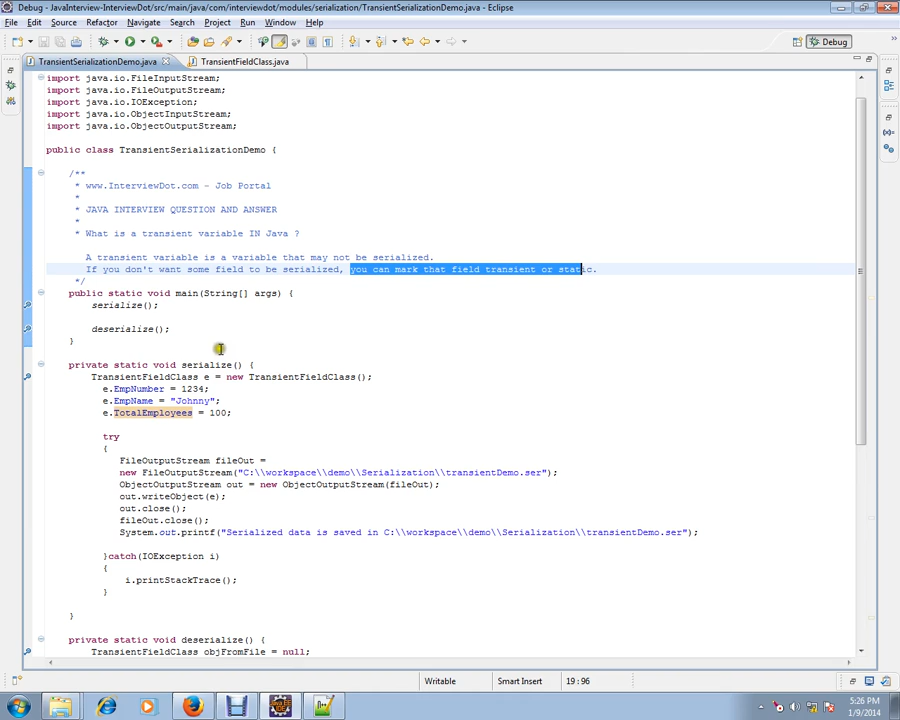 Debug - JavaInterview-InterviewDot/src/main/java/com/interviewdot/modules/serialization/TransientSerializationDemo.java - Eclipse
File Edit Source Refactor Navigate Search Project Run Window Help
Debug
TransientSerializationDemo.java TransientFieldClass.java
import java.io.FileInputStream;
import java.io.FileOutputStream;
import java.io.IOException;
import java.io.ObjectInputStream;
import java.io.ObjectOutputStream;
public class TransientSerializationDemo {
/**
* www.InterviewDot.com - Job Portal
*
* JAVA INTERVIEW QUESTION AND ANSWER
*
* What is a transient variable IN Java ?
A transient variable is a variable that may not be serialized.
If you don't want some field to be serialized, you can mark that field transient or static.
*/
public static void main(String[] args) {
serialize();
deserialize();
}
private static void serialize() {
TransientFieldClass e = new TransientFieldClass();
e.EmpNumber = 1234;
e.EmpName = "Johnny";
e.TotalEmployees = 100;
try
{
FileOutputStream fileOut =
new FileOutputStream("C:\\workspace\\demo\\Serialization\\transientDemo.ser");
ObjectOutputStream out = new ObjectOutputStream(fileOut);
out.writeObject(e);
out.close();
fileOut.close();
System.out.printf("Serialized data is saved in C:\\workspace\\demo\\Serialization\\transientDemo.ser");
}catch(IOException i)
{
i.printStackTrace();
}
}
private static void deserialize() {
TransientFieldClass objFromFile = null;
Writable Smart Insert 19 : 96
5:26 PM
1/9/2014